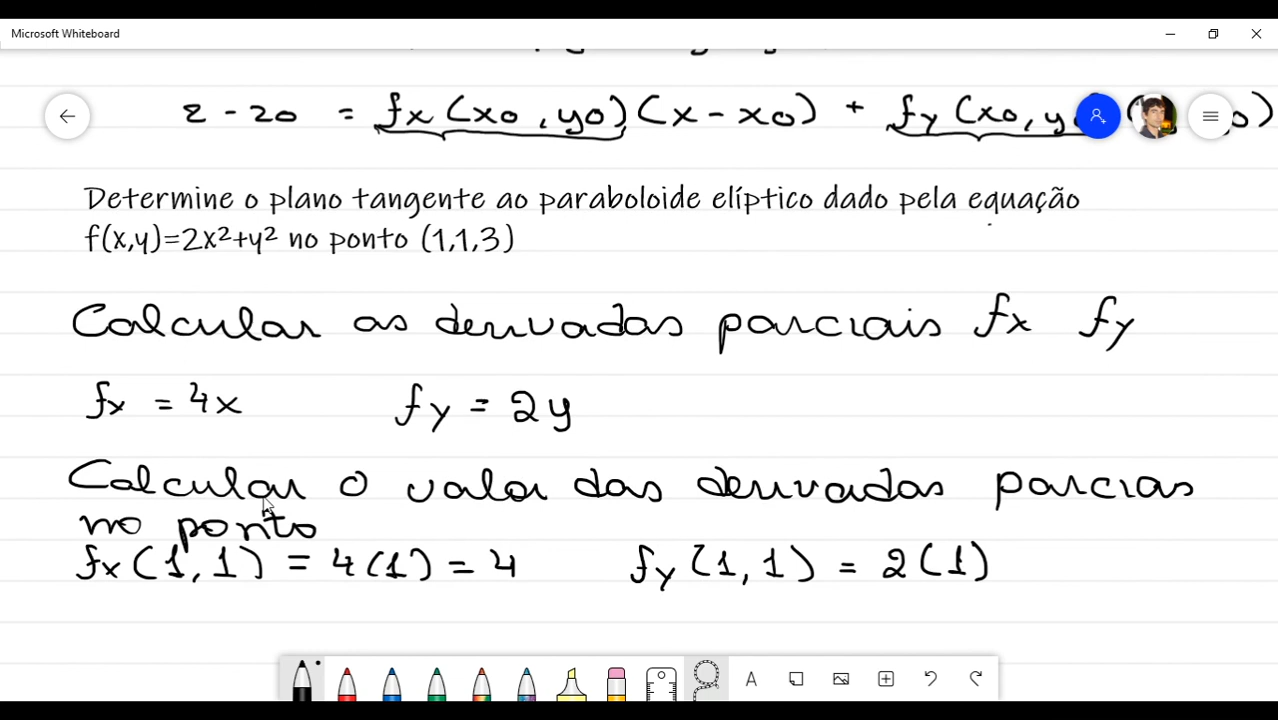 Microsoft Whiteboard
z - z0 = fx (x0, y0) (x - x0) + fy (x0, y0)
Determine o plano tangente ao paraboloide elíptico dado pela equação
f(x,y)=2x²+y² no ponto (1,1,3)
Calcular as derivadas parciais fx fy
fx = 4x fy = 2y
Calcular o valor das derivadas parcias
no ponto
fx(1,1) = 4(1) = 4 fy(1,1) = 2(1)
A